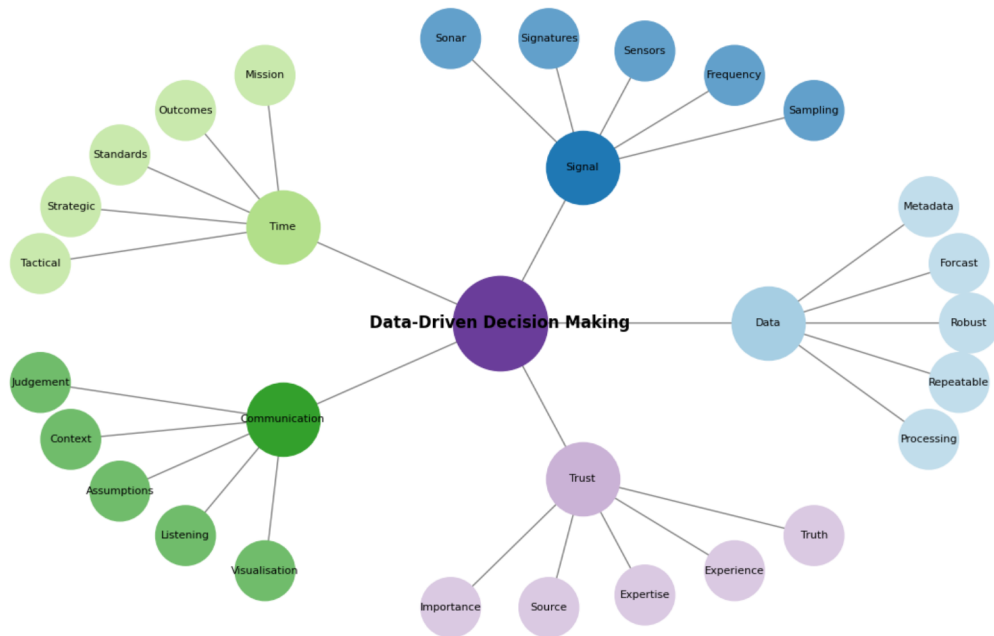 Sonar
Signatures
Sensors
Frequency
Sampling
Signal
Mission
Outcomes
Standards
Strategic
Tactical
Time
Metadata
Forcast
Robust
Repeatable
Processing
Data
Data-Driven Decision Making
Judgement
Context
Assumptions
Listening
Visualisation
Communication
Trust
Importance
Source
Expertise
Experience
Truth